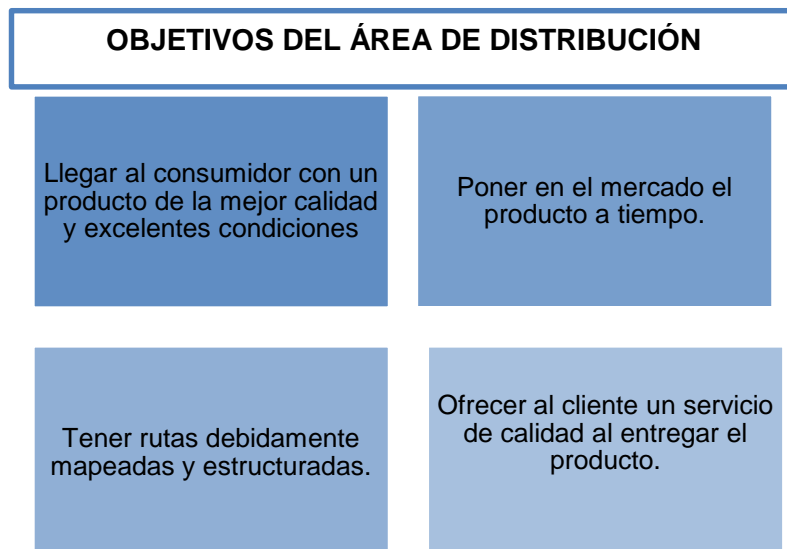 OBJETIVOS DEL ÁREA DE DISTRIBUCIÓN
Llegar al consumidor con un
producto de la mejor calidad
y excelentes condiciones
Poner en el mercado el
producto a tiempo.
Tener rutas debidamente
mapeadas y estructuradas.
Ofrecer al cliente un servicio
de calidad al entregar el
producto.